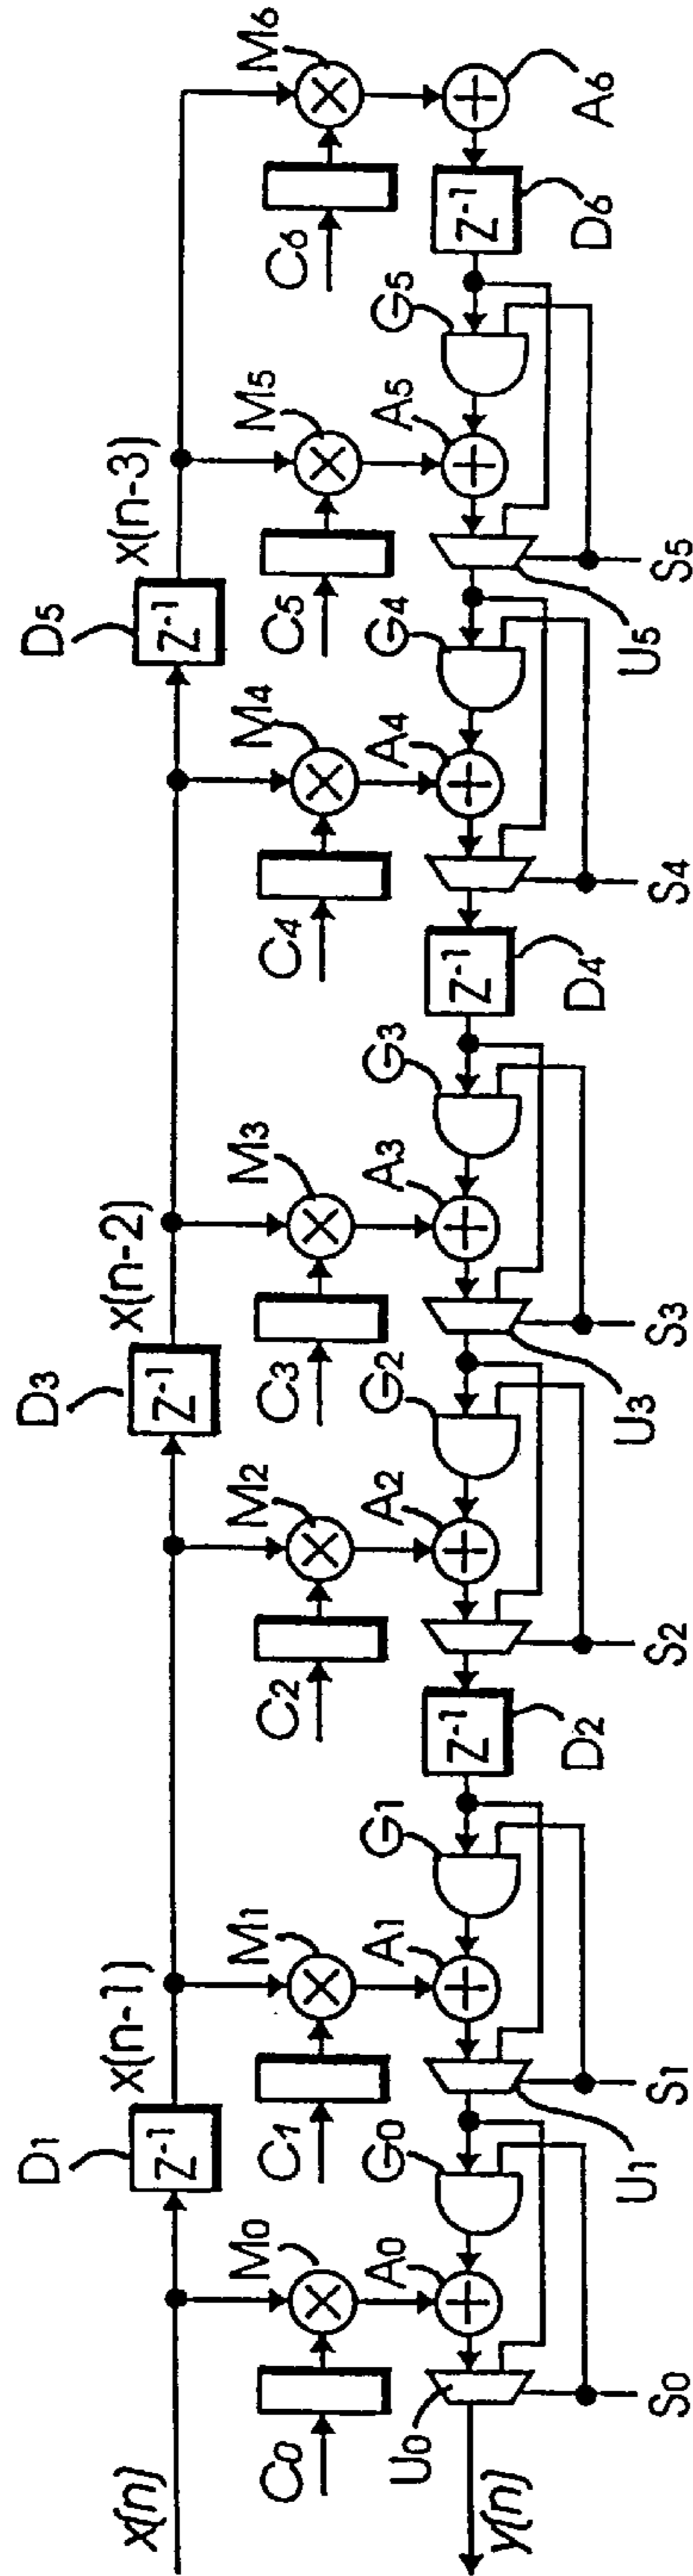 x(n)
D1
Z-1
x(n-1)
D3
Z-1
x(n-2)
D5
Z-1
x(n-3)
M0
M1
M2
M3
M4
M5
M6
C0
C1
C2
C3
C4
C5
C6
A0
G0
A1
G1
A2
G2
A3
G3
A4
G4
A5
G5
U0
Z-1
Z-1
Z-1
A6
y(n)
U1
D2
U3
D4
U5
D6
S0
S1
S2
S3
S4
S5